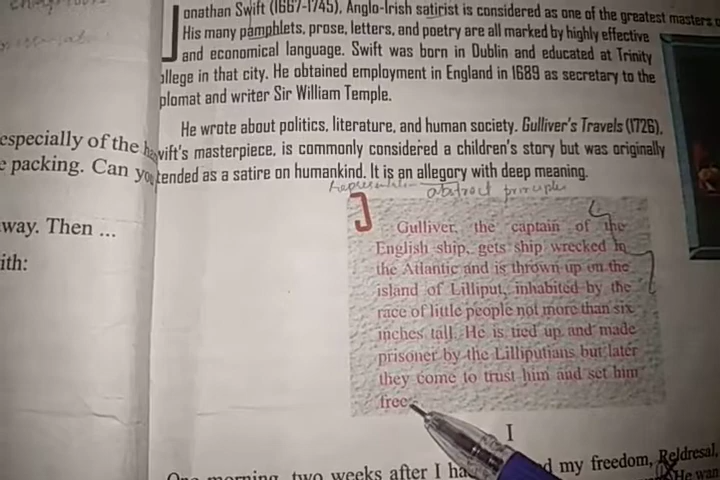 Jonathan Swift (1667-1745), Anglo-Irish satirist is considered as one of the greatest masters
His many pamphlets, prose, letters, and poetry are all marked by highly effective
and economical language. Swift was born in Dublin and educated at Trinity
ollege in that city. He obtained employment in England in 1689 as secretary to the
plomat and writer Sir William Temple.
He wrote about politics, literature, and human society. Gulliver's Travels (1726),
especially of the
wift's masterpiece, is commonly considered a children's story but was originally
e packing. Can you
tended as a satire on humankind. It is an allegory with deep meaning.
abstract principle
way. Then ...
ith:
Gulliver, the captain of the
English ship, gets ship wrecked in
the Atlantic and is thrown up on the
island of Lilliput, inhabited by the
race of little people not more than six
inches tall. He is tied up and made
prisoner by the Lilliputians but later
they come to trust him and set him
free
I
One morning, two weeks after I ha my freedom, Reldresal,
He